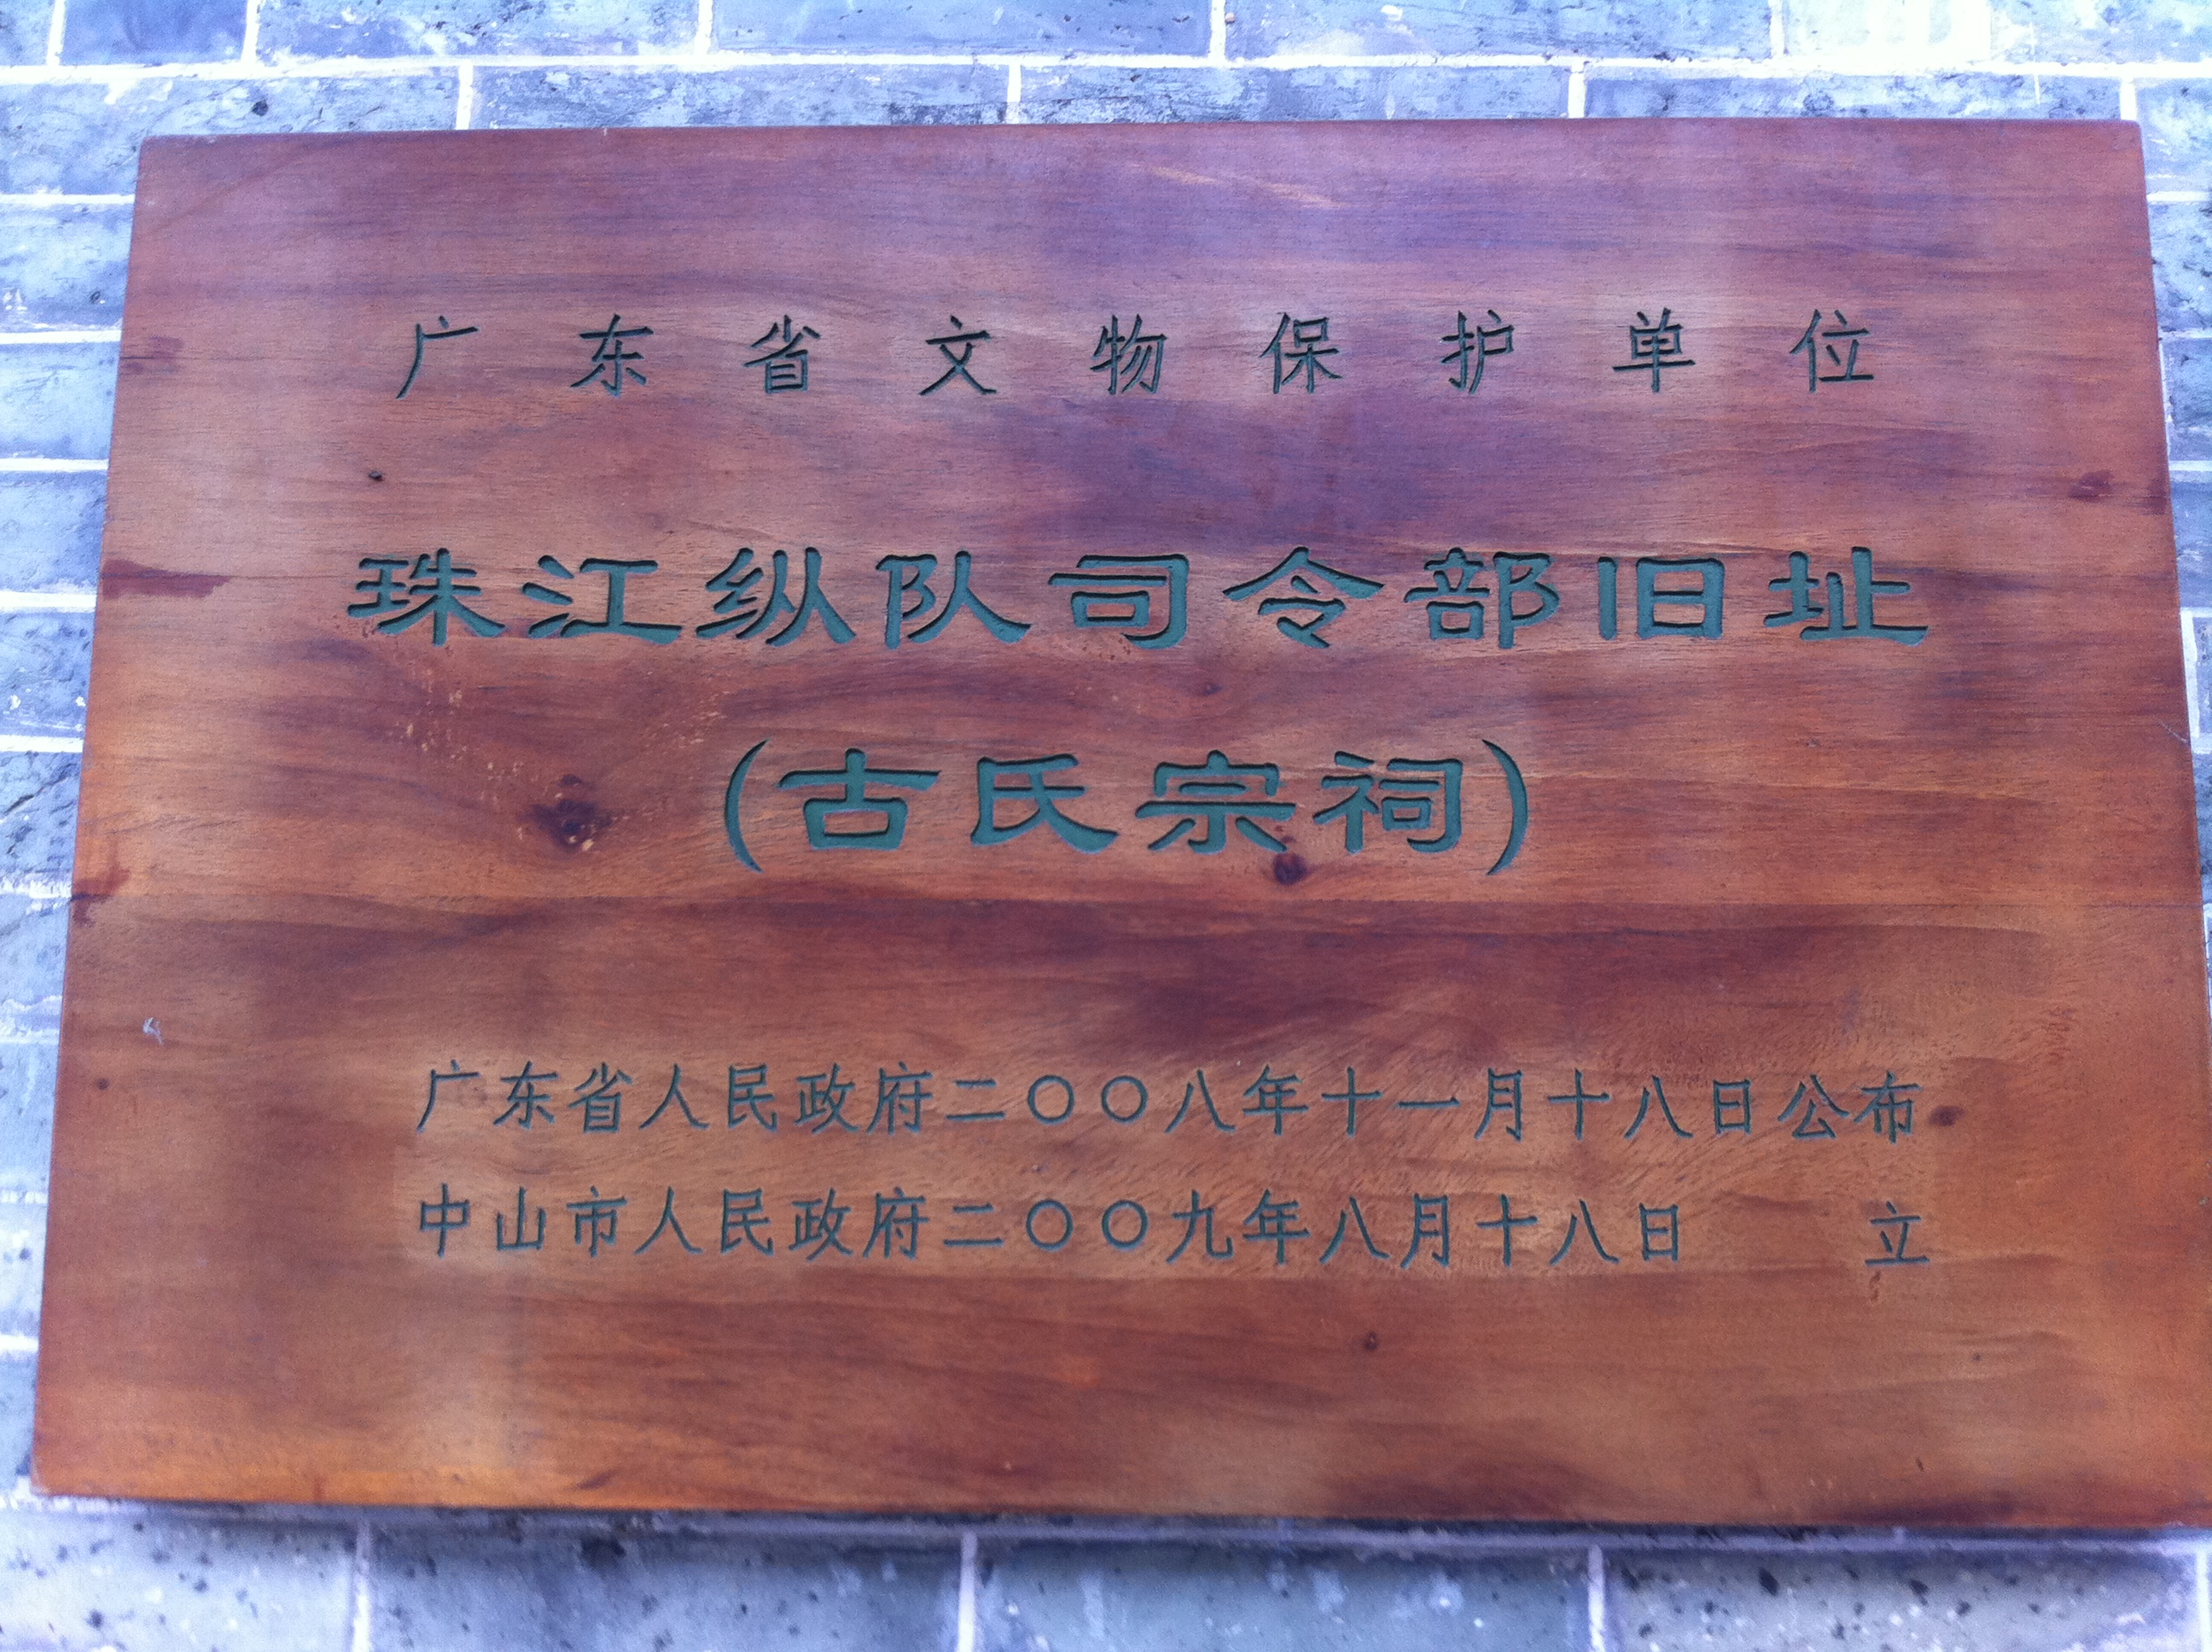 广东省文物保护单位
珠江纵队司令部旧址
(古氏宗祠)
广东省人民政府二〇〇八年十一月十八日公布
中山市人民政府二〇〇九年八月十八日 立